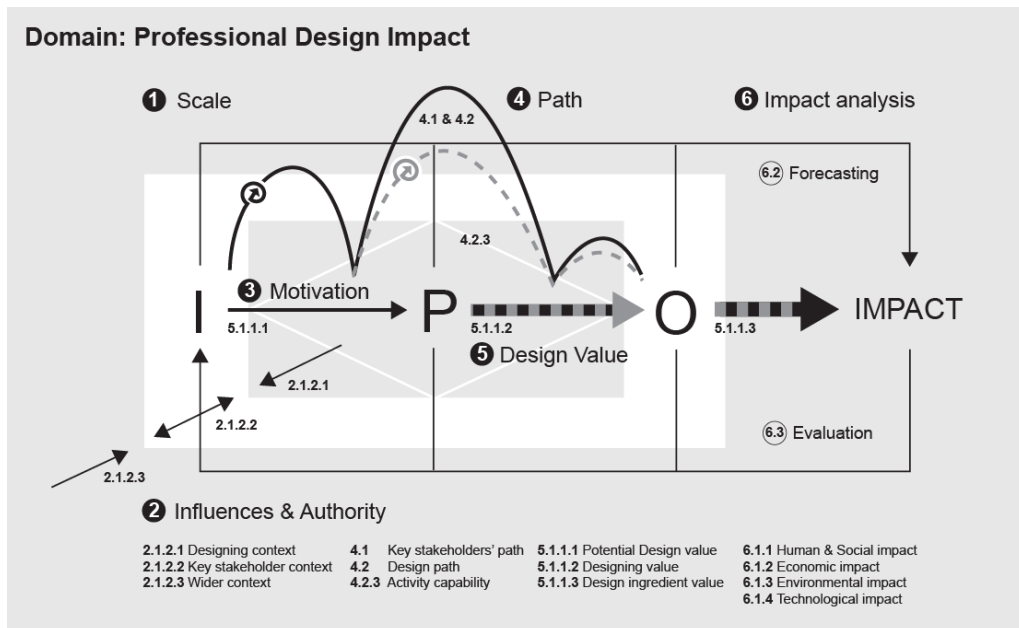 Domain: Professional Design Impact
1 Scale
4 Path
6 Impact analysis
4.1 & 4.2
6.2 Forecasting
4.2.3
3 Motivation
I
P
O
IMPACT
5.1.1.1
5.1.1.2
5.1.1.3
5 Design Value
2.1.2.1
2.1.2.2
6.3 Evaluation
2.1.2.3
2 Influences & Authority
2.1.2.1 Designing context
2.1.2.2 Key stakeholder context
2.1.2.3 Wider context
4.1 Key stakeholders' path
4.2 Design path
4.2.3 Activity capability
5.1.1.1 Potential Design value
5.1.1.2 Designing value
5.1.1.3 Design ingredient value
6.1.1 Human & Social impact
6.1.2 Economic impact
6.1.3 Environmental impact
6.1.4 Technological impact